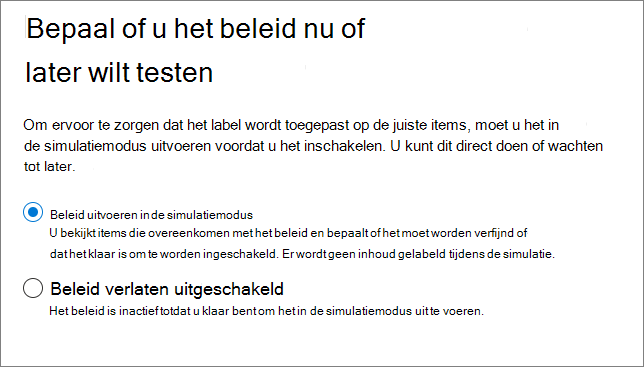 Bepaal of u het beleid nu of
later wilt testen
Om ervoor te zorgen dat het label wordt toegepast op de juiste items, moet u het in
de simulatiemodus uitvoeren voordat u het inschakelen. U kunt dit direct doen of wachten
tot later.
Beleid uitvoeren in de simulatiemodus
U bekijkt items die overeenkomen met het beleid en bepaalt of het moet worden verfijnd of
dat het klaar is om te worden ingeschakeld. Er wordt geen inhoud gelabeld tijdens de simulatie.
Beleid verlaten uitgeschakeld
Het beleid is inactief totdat u klaar bent om het in de simulatiemodus uit te voeren.